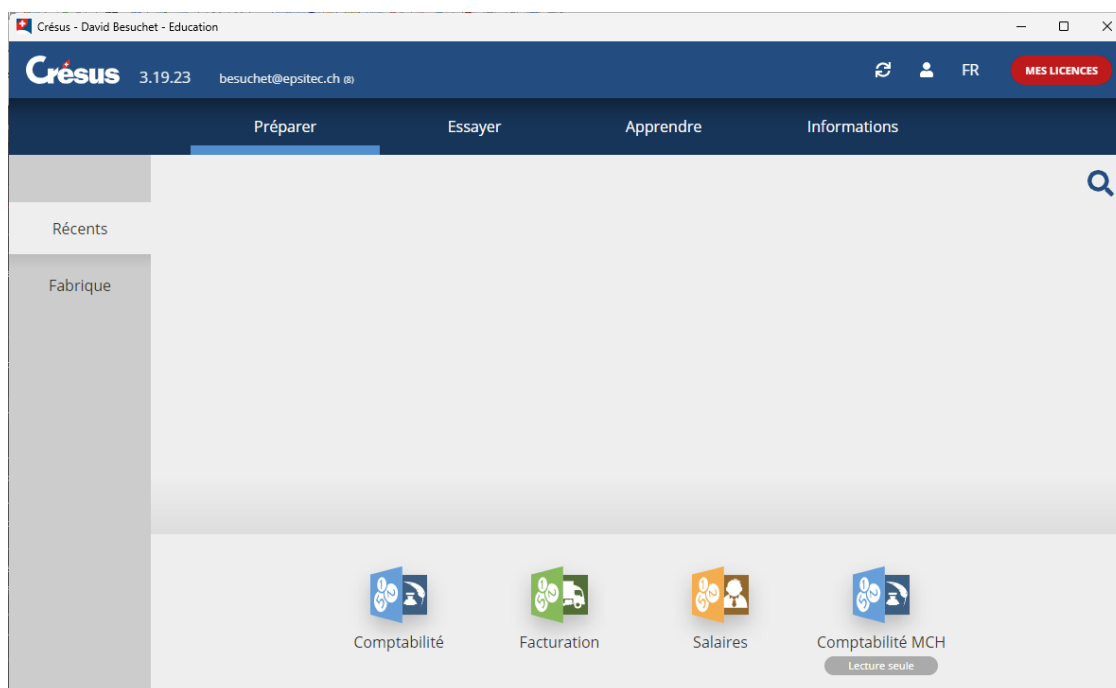 Crésus - David Besuchet - Education
Crésus 3.19.23 besuchet@epsitec.ch (8) FR MES LICENCES
Préparer Essayer Apprendre Informations
Récents
Fabrique
Comptabilité Facturation Salaires Comptabilité MCH
Lecture seule